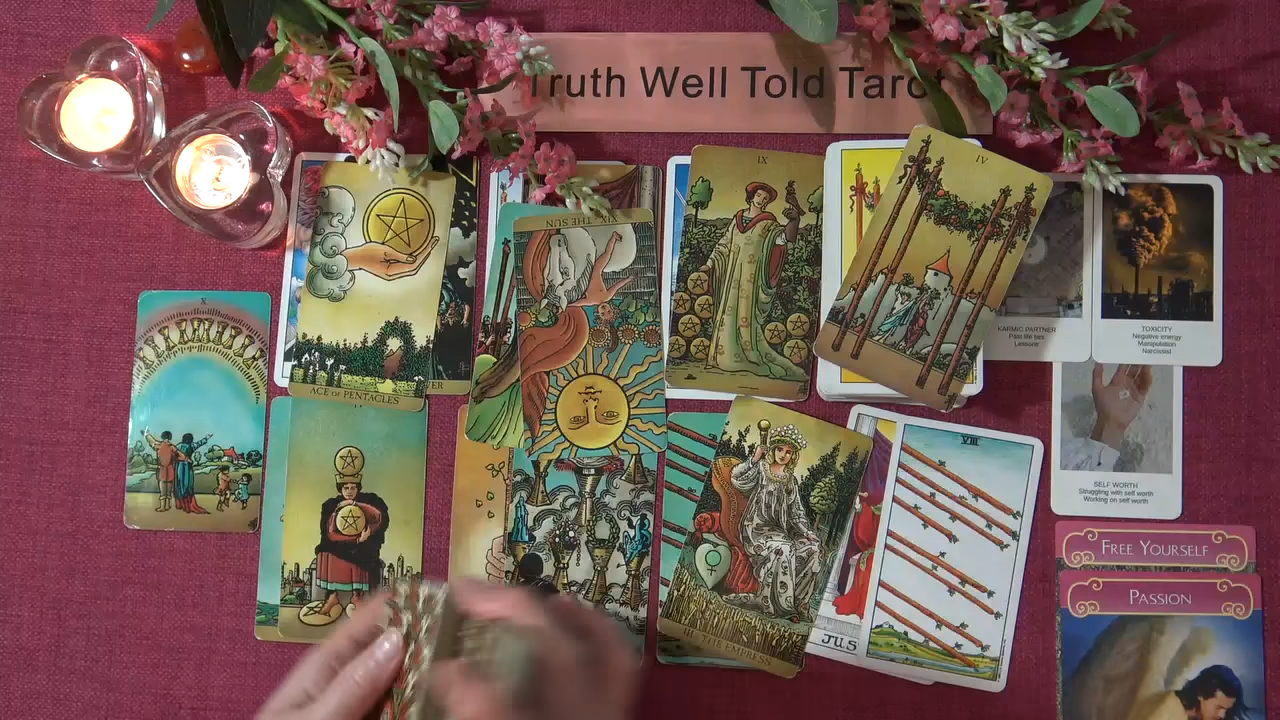 Truth Well Told Tarot
IX
IV
XIX THE SUN
KARMIC PARTNER
Past life ties
Lessons
TOXICITY
Negative energy
Manipulation
Narcissist
X
ACE OF PENTACLES
VIII
SELF WORTH
Struggling with self worth
Working on self worth
FREE YOURSELF
PASSION
III THE EMPRESS
JUS